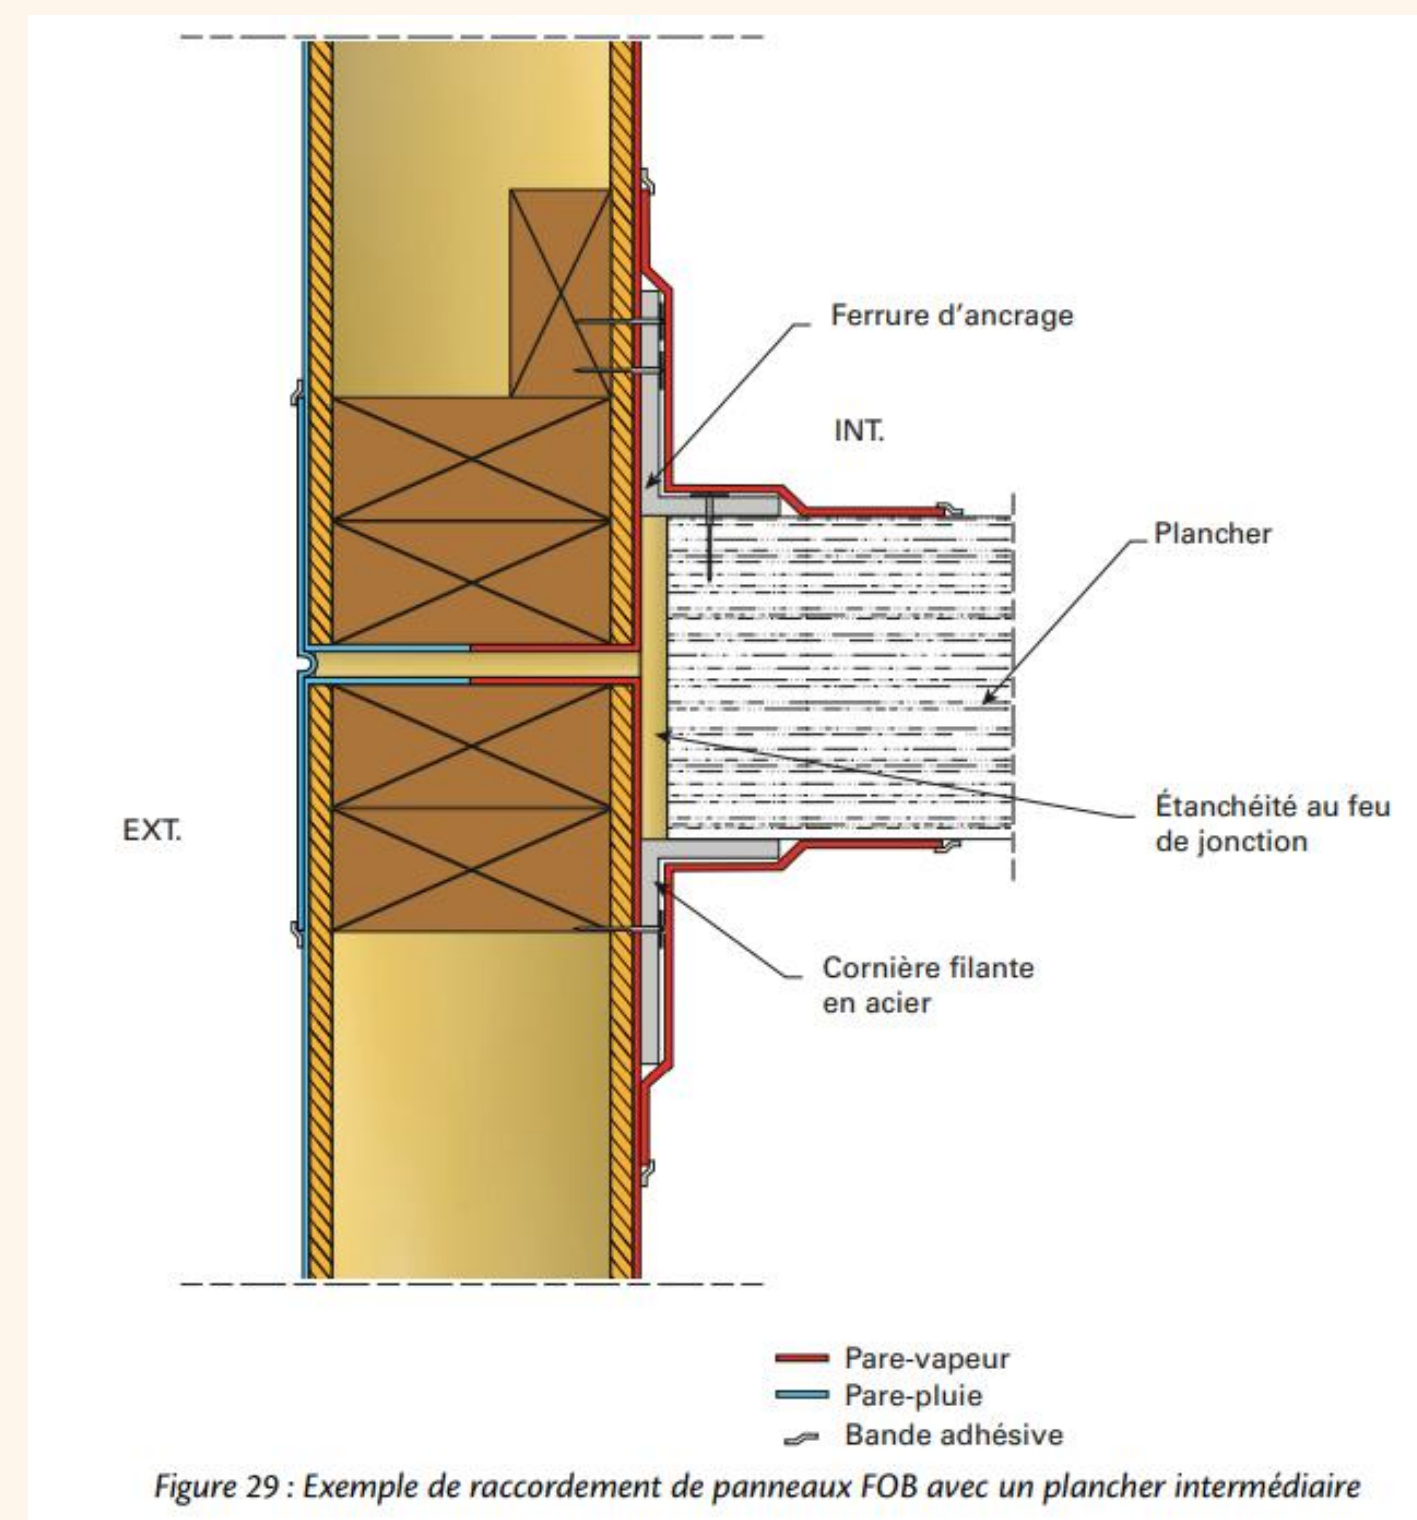 Ferrure d'ancrage
INT.
Plancher
Étanchéité au feu
de jonction
EXT.
Cornière filante
en acier
Pare-vapeur
Pare-pluie
Bande adhésive
Figure 29 : Exemple de raccordement de panneaux FOB avec un plancher intermédiaire